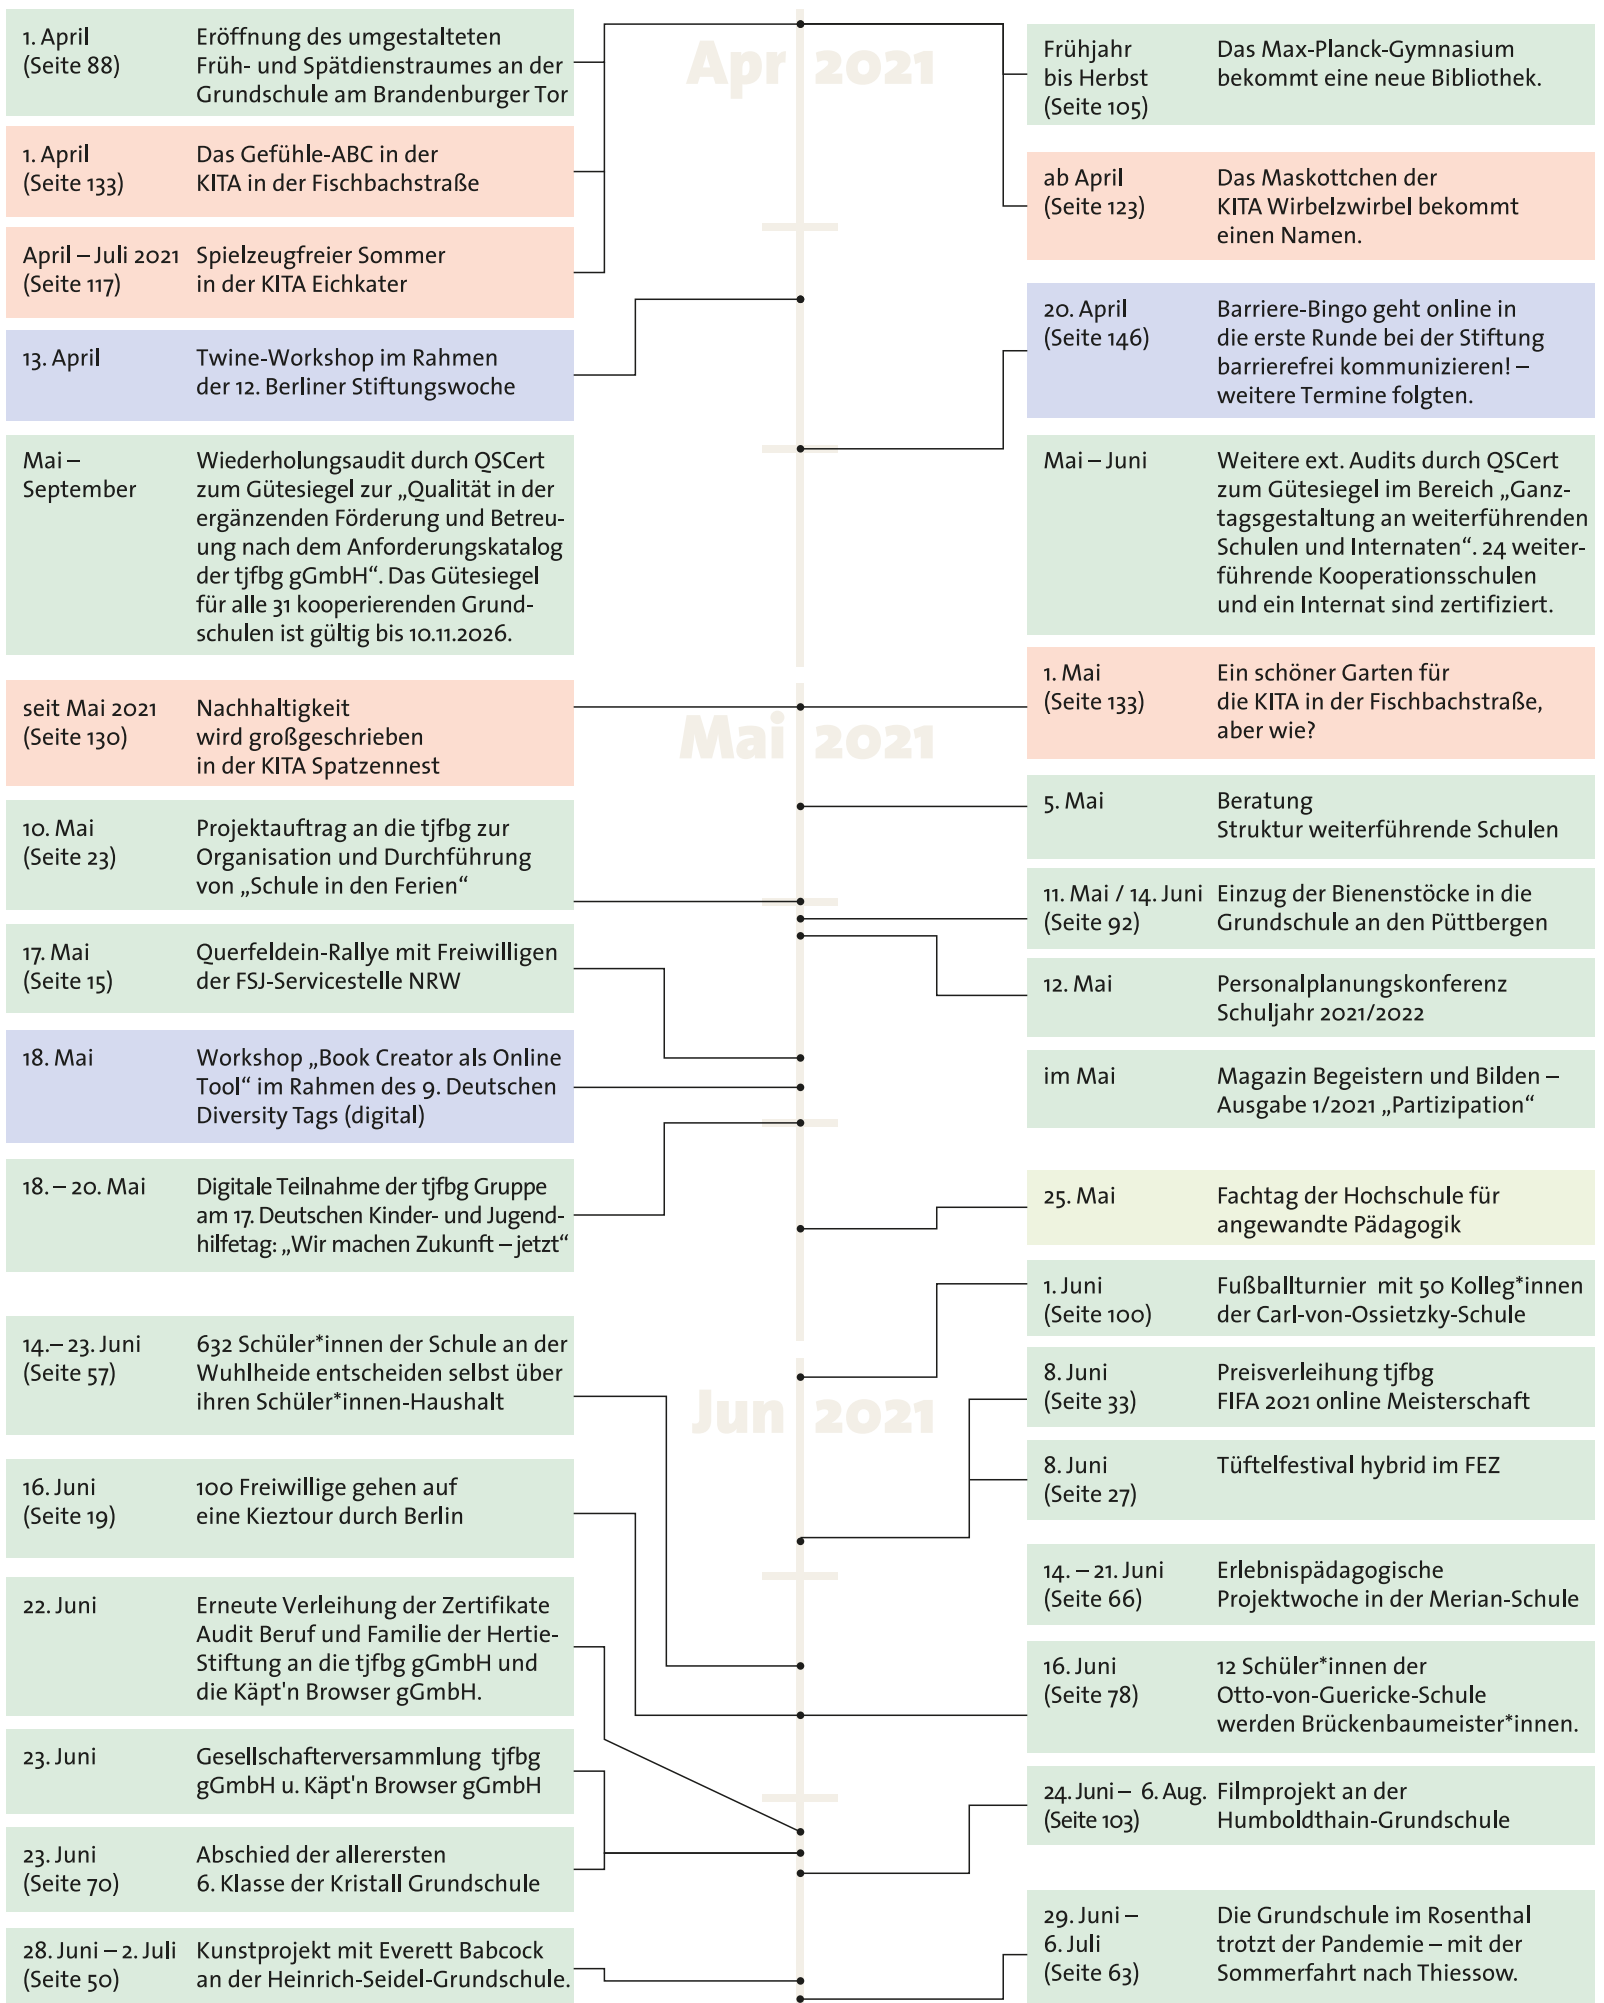 Apr 2021
1. April
(Seite 88)
Eröffnung des umgestalteten
Früh- und Spätdienstraumes an der
Grundschule am Brandenburger Tor
1. April
(Seite 133)
Das Gefühle-ABC in der
KITA in der Fischbachstraße
April – Juli 2021
(Seite 117)
Spielzeugfreier Sommer
in der KITA Eichkater
13. April
Twine-Workshop im Rahmen
der 12. Berliner Stiftungswoche
Mai –
September
Wiederholungsaudit durch QSCert
zum Gütesiegel zur „Qualität in der
ergänzenden Förderung und Betreu-
ung nach dem Anforderungskatalog
der tjfbg gGmbH“. Das Gütesiegel
für alle 31 kooperierenden Grund-
schulen ist gültig bis 10.11.2026.
Frühjahr
bis Herbst
(Seite 105)
Das Max-Planck-Gymnasium
bekommt eine neue Bibliothek.
ab April
(Seite 123)
Das Maskottchen der
KITA Wirbelzwirbel bekommt
einen Namen.
20. April
(Seite 146)
Barriere-Bingo geht online in
die erste Runde bei der Stiftung
barrierefrei kommunizieren! –
weitere Termine folgten.
Mai – Juni
Weitere ext. Audits durch QSCert
zum Gütesiegel im Bereich „Ganz-
tagsgestaltung an weiterführenden
Schulen und Internaten“. 24 weiter-
führende Kooperationsschulen
und ein Internat sind zertifiziert.
Mai 2021
seit Mai 2021
(Seite 130)
Nachhaltigkeit
wird großgeschrieben
in der KITA Spatzennest
10. Mai
(Seite 23)
Projektauftrag an die tjfbg zur
Organisation und Durchführung
von „Schule in den Ferien“
17. Mai
(Seite 15)
Querfeldein-Rallye mit Freiwilligen
der FSJ-Servicestelle NRW
18. Mai
Workshop „Book Creator als Online
Tool“ im Rahmen des 9. Deutschen
Diversity Tags (digital)
18. – 20. Mai
Digitale Teilnahme der tjfbg Gruppe
am 17. Deutschen Kinder- und Jugend-
hilfetag: „Wir machen Zukunft – jetzt“
1. Mai
(Seite 133)
Ein schöner Garten für
die KITA in der Fischbachstraße,
aber wie?
5. Mai
Beratung
Struktur weiterführende Schulen
11. Mai / 14. Juni
(Seite 92)
Einzug der Bienenstöcke in die
Grundschule an den Püttbergen
12. Mai
Personalplanungskonferenz
Schuljahr 2021/2022
im Mai
Magazin Begeistern und Bilden –
Ausgabe 1/2021 „Partizipation“
25. Mai
Fachtag der Hochschule für
angewandte Pädagogik
Jun 2021
14. – 23. Juni
(Seite 57)
632 Schüler*innen der Schule an der
Wuhlheide entscheiden selbst über
ihren Schüler*innen-Haushalt
16. Juni
(Seite 19)
100 Freiwillige gehen auf
eine Kieztour durch Berlin
22. Juni
Erneute Verleihung der Zertifikate
Audit Beruf und Familie der Hertie-
Stiftung an die tjfbg gGmbH und
die Käpt'n Browser gGmbH.
23. Juni
Gesellschafterversammlung tjfbg
gGmbH u. Käpt'n Browser gGmbH
23. Juni
(Seite 70)
Abschied der allerersten
6. Klasse der Kristall Grundschule
28. Juni – 2. Juli
(Seite 50)
Kunstprojekt mit Everett Babcock
an der Heinrich-Seidel-Grundschule.
1. Juni
(Seite 100)
Fußballturnier mit 50 Kolleg*innen
der Carl-von-Ossietzky-Schule
8. Juni
(Seite 33)
Preisverleihung tjfbg
FIFA 2021 online Meisterschaft
8. Juni
(Seite 27)
Tüftelfestival hybrid im FEZ
14. – 21. Juni
(Seite 66)
Erlebnispädagogische
Projektwoche in der Merian-Schule
16. Juni
(Seite 78)
12 Schüler*innen der
Otto-von-Guericke-Schule
werden Brückenbaumeister*innen.
24. Juni – 6. Aug.
(Seite 103)
Filmprojekt an der
Humboldthain-Grundschule
29. Juni –
6. Juli
(Seite 63)
Die Grundschule im Rosenthal
trotzt der Pandemie – mit der
Sommerfahrt nach Thiessow.